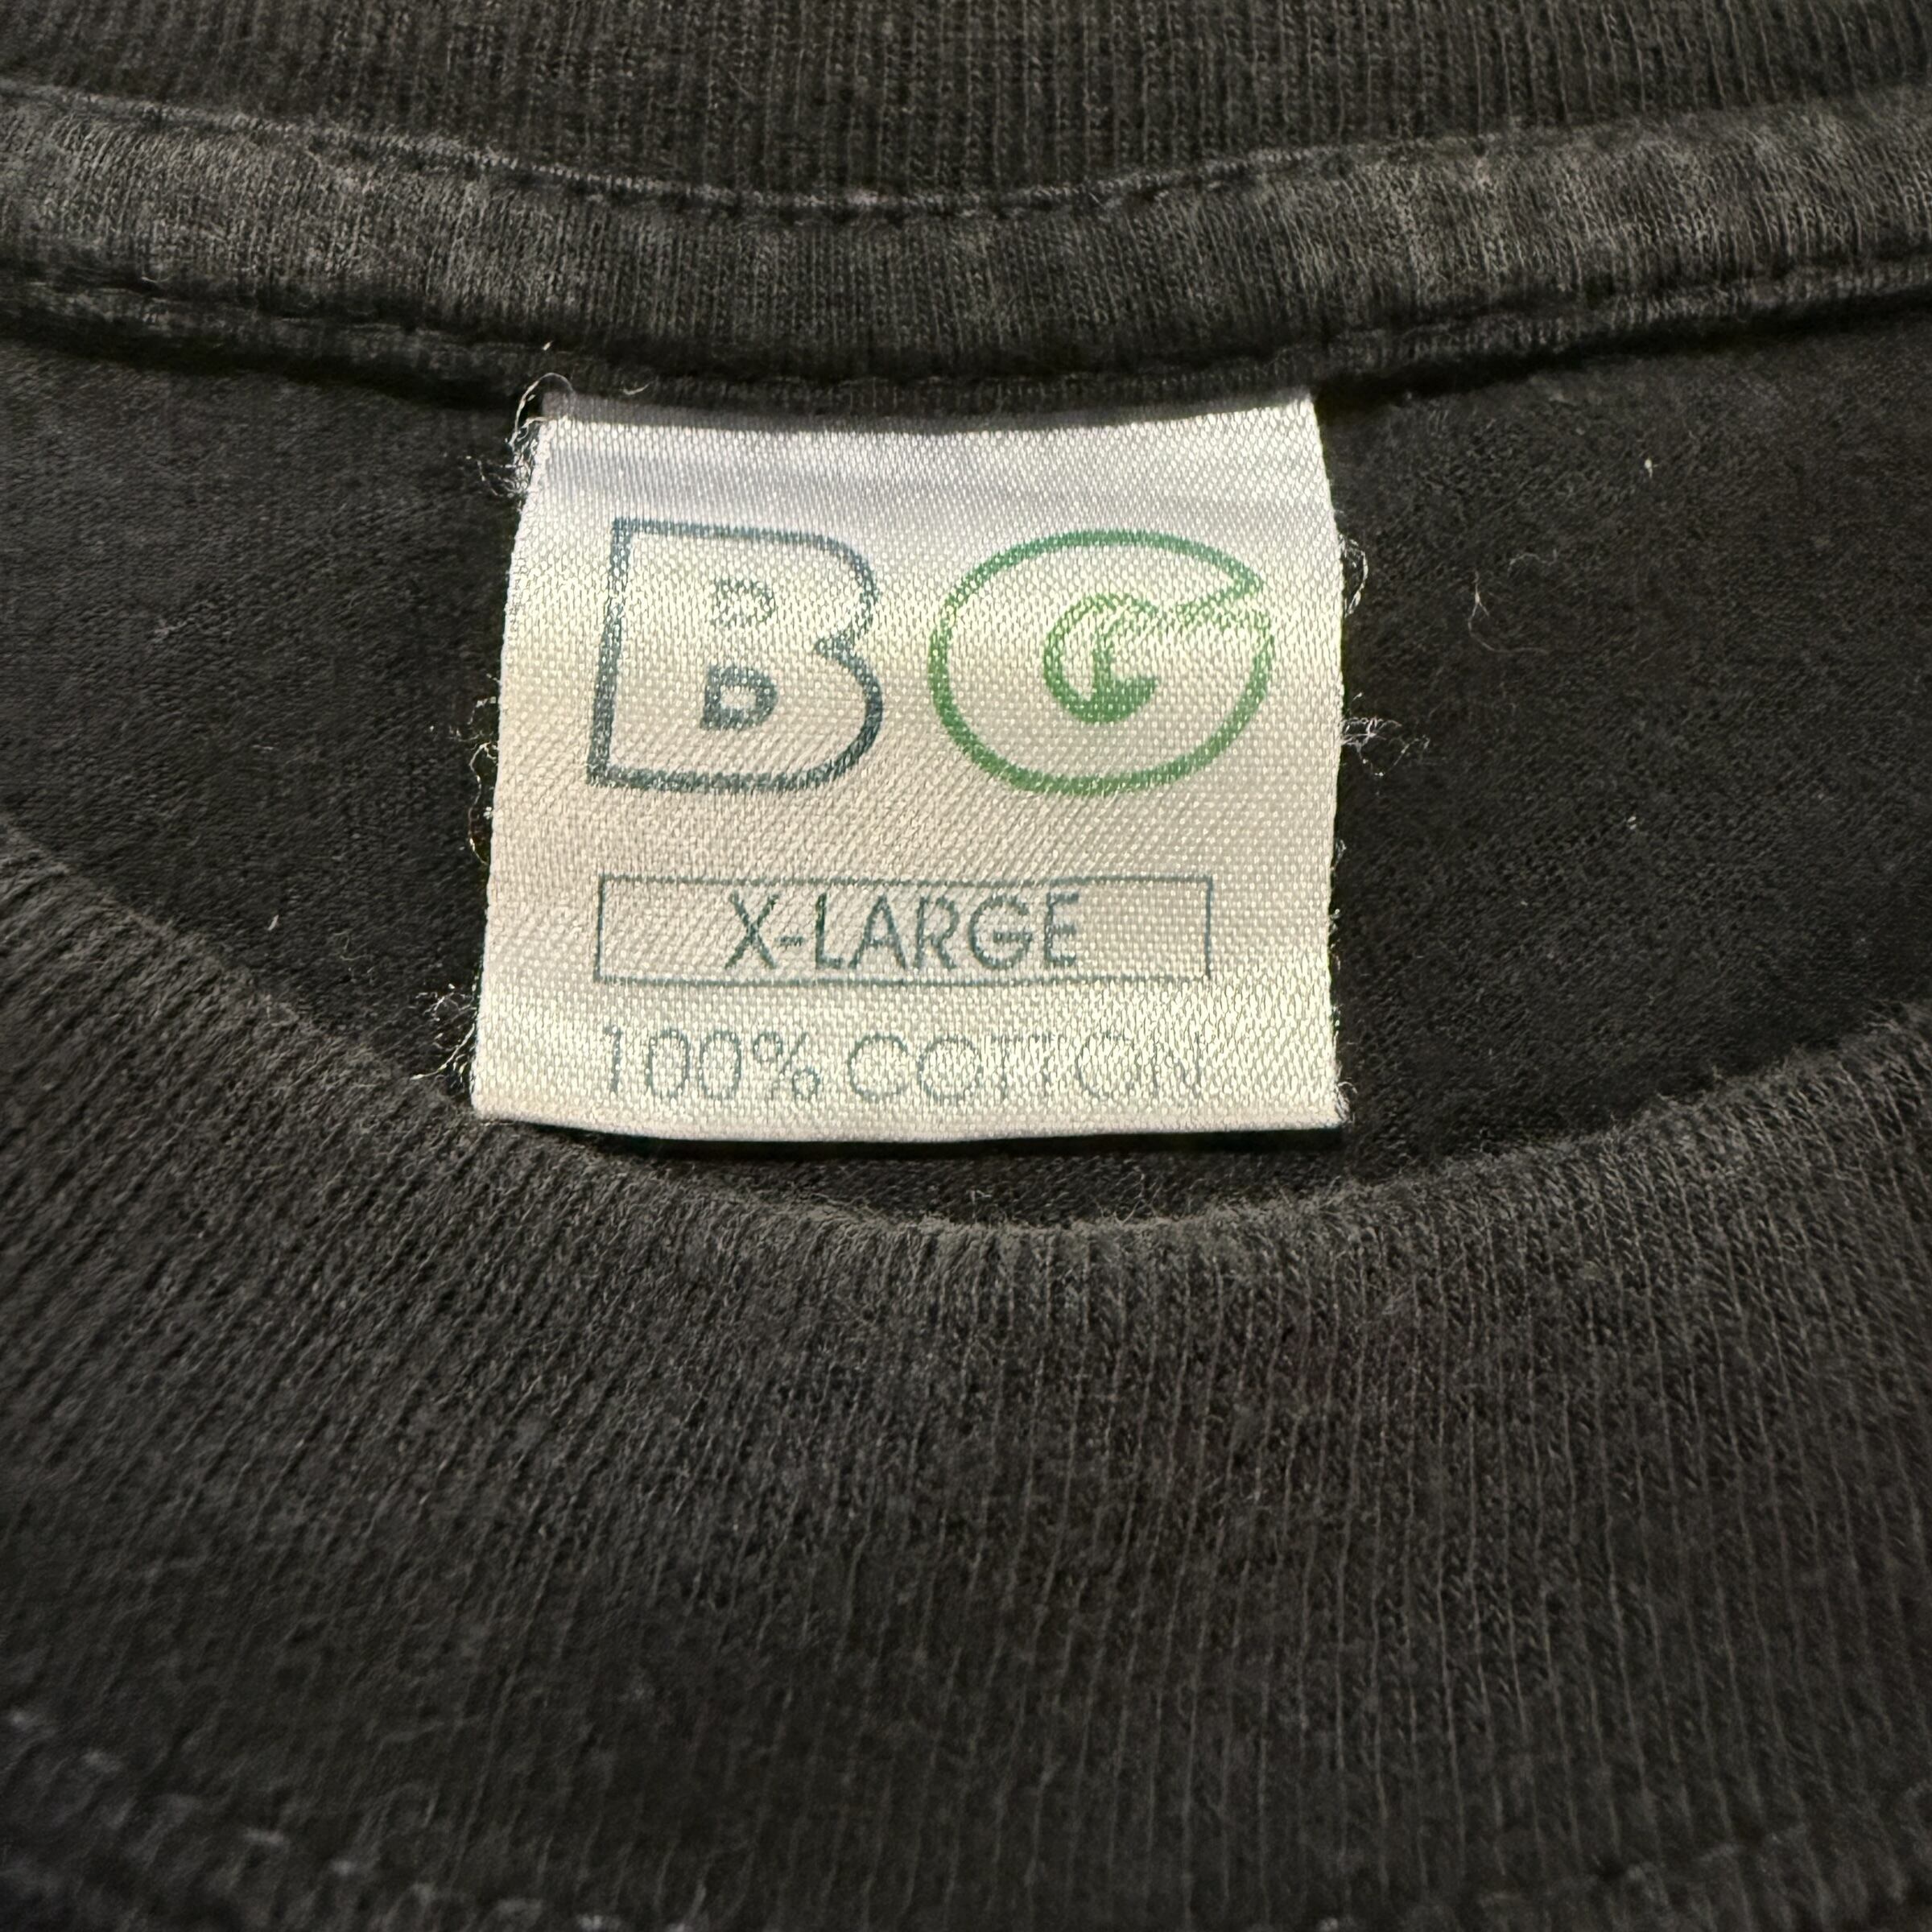 BG
X-LARGE
100% COTTON